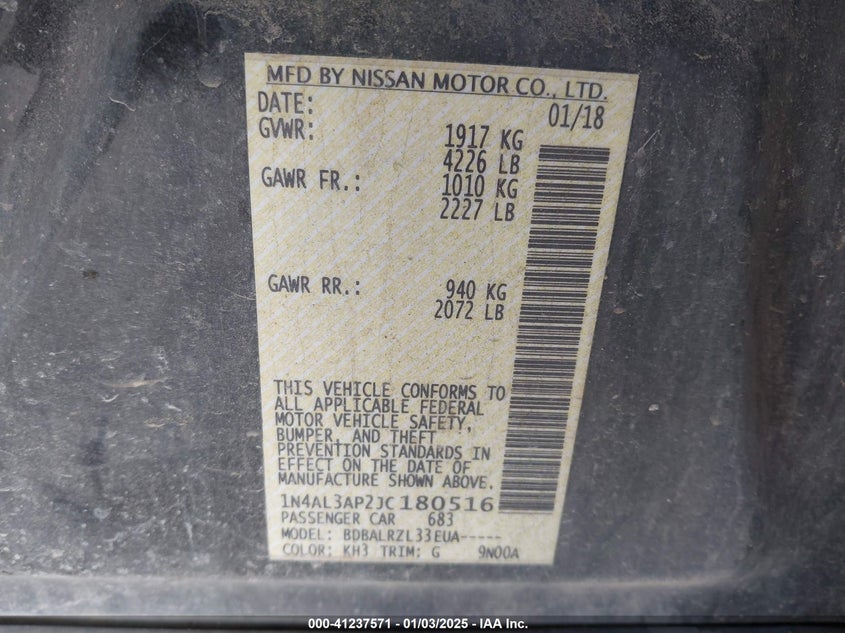 MFD BY NISSAN MOTOR CO., LTD.
DATE: 01/18
GVWR: 1917 KG
4226 LB
GAWR FR.: 1010 KG
2227 LB
GAWR RR.: 940 KG
2072 LB
THIS VEHICLE CONFORMS TO
ALL APPLICABLE FEDERAL
MOTOR VEHICLE SAFETY,
BUMPER, AND THEFT
PREVENTION STANDARDS IN
EFFECT ON THE DATE OF
MANUFACTURE SHOWN ABOVE.
1N4AL3AP2JC180516
PASSENGER CAR 683
MODEL: BDBALRZL33EUA-----
COLOR: KH3 TRIM: G 9N00A
000-41237571 - 01/03/2025 - IAA Inc.